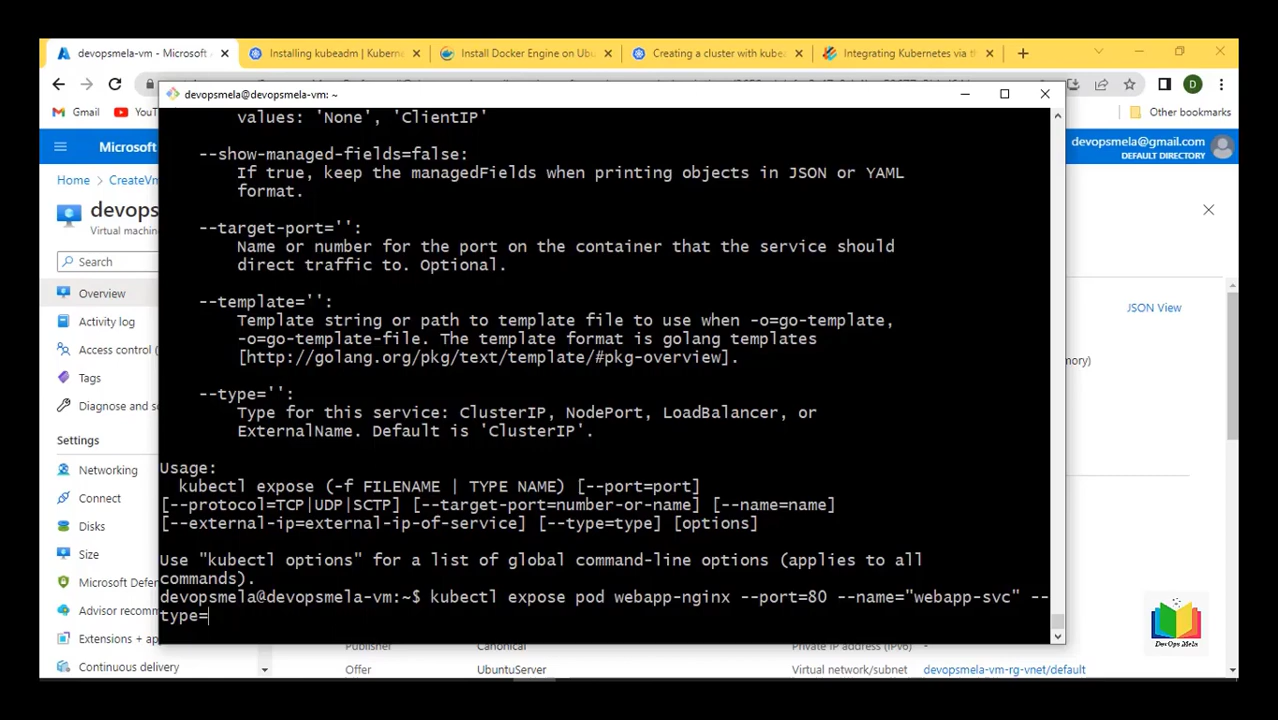 devopsmela-vm - Microsoft
Installing kubeadm | Kuberne
Install Docker Engine on Ubu
Creating a cluster with kube
Integrating Kubernetes via th
devopsmela@devopsmela-vm: ~
Gmail
YouT
Other bookmarks
Microsoft
devopsmela@gmail.com
DEFAULT DIRECTORY
Home > CreateVm
devops
Virtual machin
Search
Overview
Activity log
Access control (
Tags
Diagnose and s
Settings
Networking
Connect
Disks
Size
Microsoft Defen
Advisor recomm
Extensions + app
Continuous delivery
values: 'None', 'ClientIP'
--show-managed-fields=false:
If true, keep the managedFields when printing objects in JSON or YAML
format.
--target-port='':
Name or number for the port on the container that the service should
direct traffic to. Optional.
--template='':
Template string or path to template file to use when -o=go-template,
-o=go-template-file. The template format is golang templates
[http://golang.org/pkg/text/template/#pkg-overview].
--type='':
Type for this service: ClusterIP, NodePort, LoadBalancer, or
ExternalName. Default is 'ClusterIP'.
Usage:
kubectl expose (-f FILENAME | TYPE NAME) [--port=port]
[--protocol=TCP|UDP|SCTP] [--target-port=number-or-name] [--name=name]
[--external-ip=external-ip-of-service] [--type=type] [options]
Use "kubectl options" for a list of global command-line options (applies to all
commands).
devopsmela@devopsmela-vm:~$ kubectl expose pod webapp-nginx --port=80 --name="webapp-svc" --
type=
JSON View
mory)
DevOps Mela
Publisher
Canonical
Private IP address (IPv6)
-
Offer
UbuntuServer
Virtual network/subnet
devopsmela-vm-rg-vnet/default